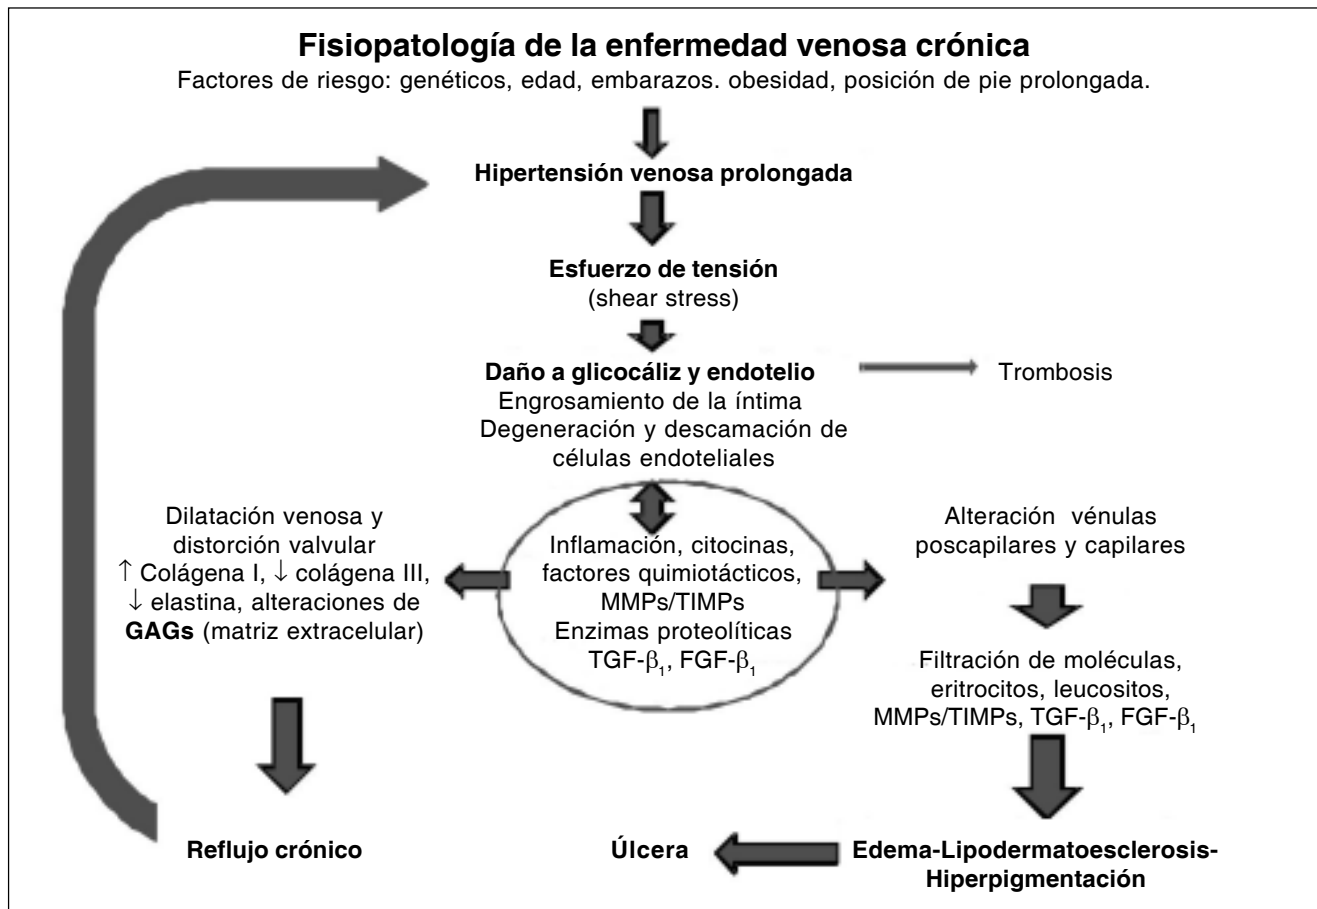 Fisiopatología de la enfermedad venosa crónica
Factores de riesgo: genéticos, edad, embarazos. obesidad, posición de pie prolongada.
Hipertensión venosa prolongada
Esfuerzo de tensión
(shear stress)
Daño a glicocáliz y endotelio
Engrosamiento de la íntima
Degeneración y descamación de
células endoteliales
Trombosis
Dilatación venosa y
distorción valvular
↑ Colágena I, ↓ colágena III,
↓ elastina, alteraciones de
GAGs (matriz extracelular)
Inflamación, citocinas,
factores quimiotácticos,
MMPs/TIMPs
Enzimas proteolíticas
TGF-β₁, FGF-β₁
Alteración vénulas
poscapilares y capilares
Filtración de moléculas,
eritrocitos, leucositos,
MMPs/TIMPs, TGF-β₁, FGF-β₁
Reflujo crónico
Úlcera
Edema-Lipodermatoesclerosis-
Hiperpigmentación